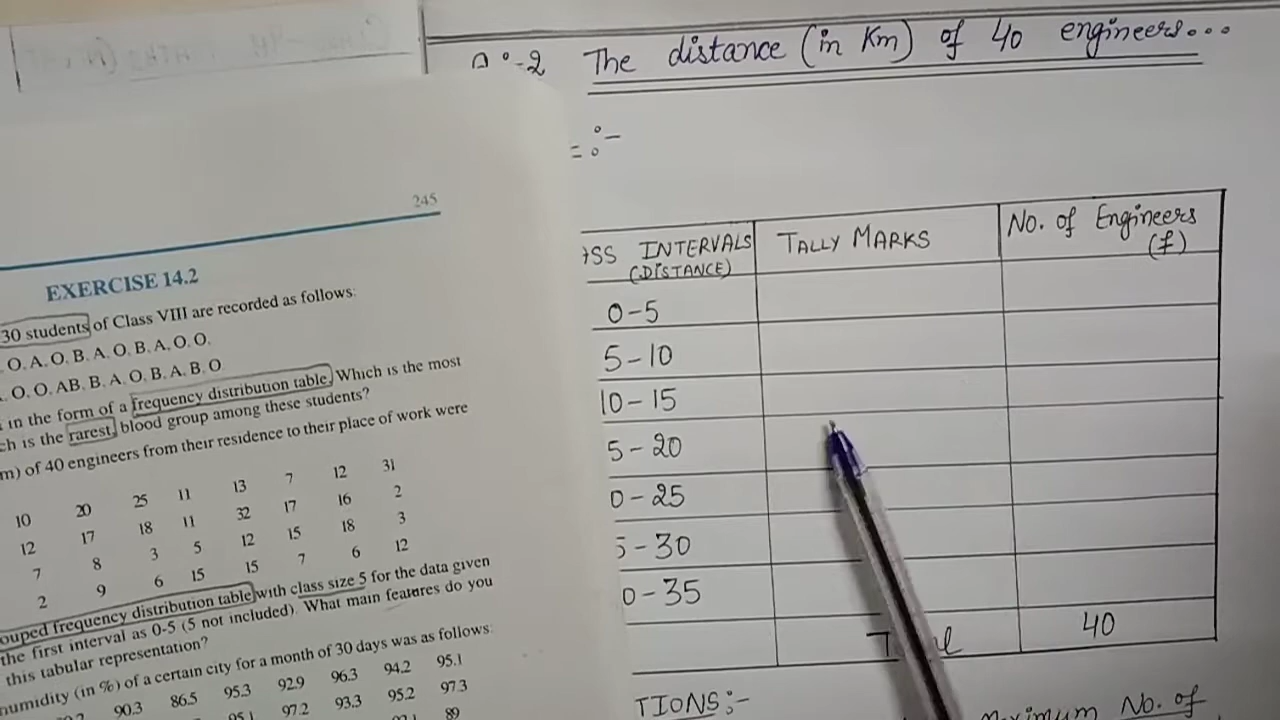 245
EXERCISE 14.2
30 students of Class VIII are recorded as follows:
O, A, O, B, A, O, B, A, O, O,
O, O, AB, B, A, O, B, A, B, O.
in the form of a frequency distribution table. Which is the most
is the rarest, blood group among these students?
m) of 40 engineers from their residence to their place of work were
10 20 25 11 13 7 12 31
12 17 18 11 32 17 16 2
7 8 3 5 12 15 18 3
2 9 6 15 15 7 6 12
ouped frequency distribution table with class size 5 for the data given
the first interval as 0-5 (5 not included). What main features do you
this tabular representation?
humidity (in %) of a certain city for a month of 30 days was as follows:
90.3 86.5 95.3 92.9 96.3 94.2 95.1
95.1 97.2 93.3 95.2 97.3
89
2 The distance (in Km) of 40 engineers...
=:-
SS INTERVALS TALLY MARKS No. of Engineers
(DISTANCE) (f)
0-5
5-10
10-15
5-20
0-25
5-30
0-35
40
TIONS:-
No. of